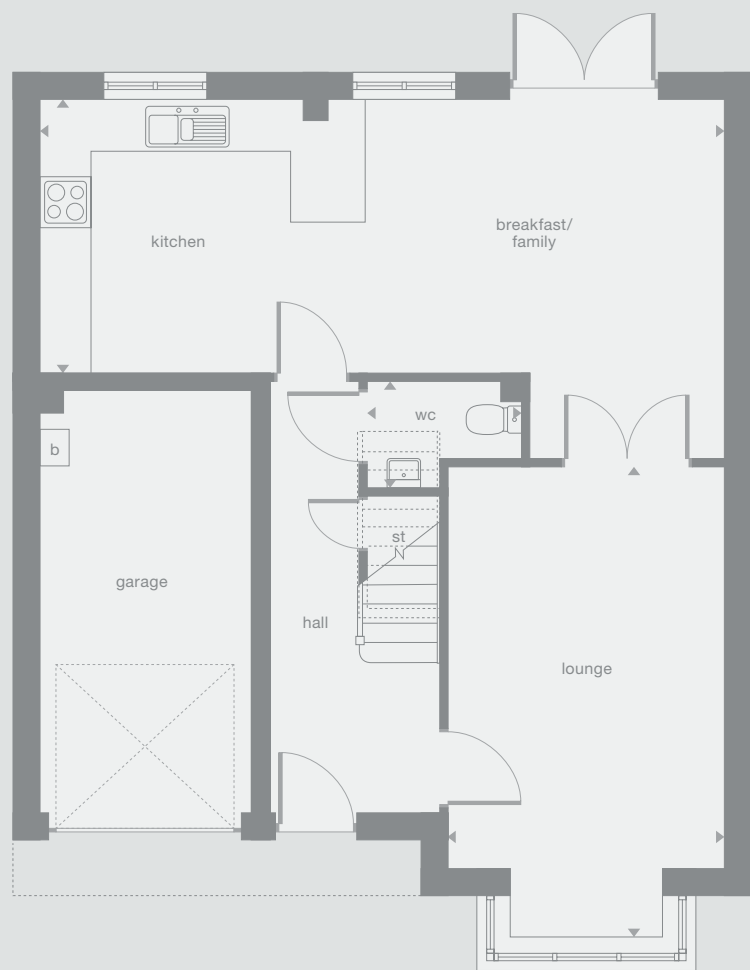 kitchen
breakfast/
family
wc
b
st
garage
hall
lounge